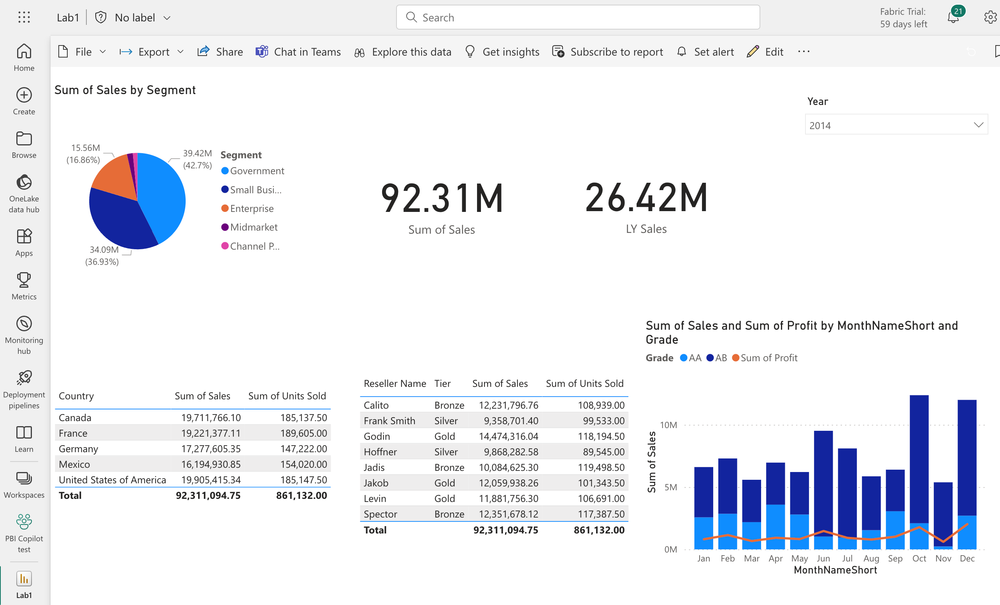 Lab1
No label
Search
Fabric Trial:
59 days left
21
Home
Create
Browse
OneLake
data hub
Apps
Metrics
Monitoring
hub
Deployment
pipelines
Learn
Workspaces
PBI Copilot
test
Lab1
File
Export
Share
Chat in Teams
Explore this data
Get insights
Subscribe to report
Set alert
Edit
Sum of Sales by Segment
15.56M
(16.86%)
39.42M
(42.7%)
34.09M
(36.93%)
Segment
Government
Small Busi...
Enterprise
Midmarket
Channel P...
92.31M
Sum of Sales
26.42M
LY Sales
Year
2014
Country Sum of Sales Sum of Units Sold
Canada 19,711,766.10 185,137.50
France 19,221,377.11 189,605.00
Germany 17,277,605.35 147,222.00
Mexico 16,194,930.85 154,020.00
United States of America 19,905,415.34 185,147.50
Total 92,311,094.75 861,132.00
Reseller Name Tier Sum of Sales Sum of Units Sold
Calito Bronze 12,231,796.76 108,939.00
Frank Smith Silver 9,358,701.40 99,533.00
Godin Gold 14,474,316.04 118,194.50
Hoffner Silver 9,868,282.58 89,545.00
Jadis Bronze 10,084,625.30 119,498.50
Jakob Gold 12,059,938.26 101,343.50
Levin Gold 11,881,756.30 106,691.00
Spector Bronze 12,351,678.12 117,387.50
Total 92,311,094.75 861,132.00
Sum of Sales and Sum of Profit by MonthNameShort and
Grade
Grade AA AB Sum of Profit
Sum of Sales
10M
5M
0M
Jan Feb Mar Apr May Jun Jul Aug Sep Oct Nov Dec
MonthNameShort